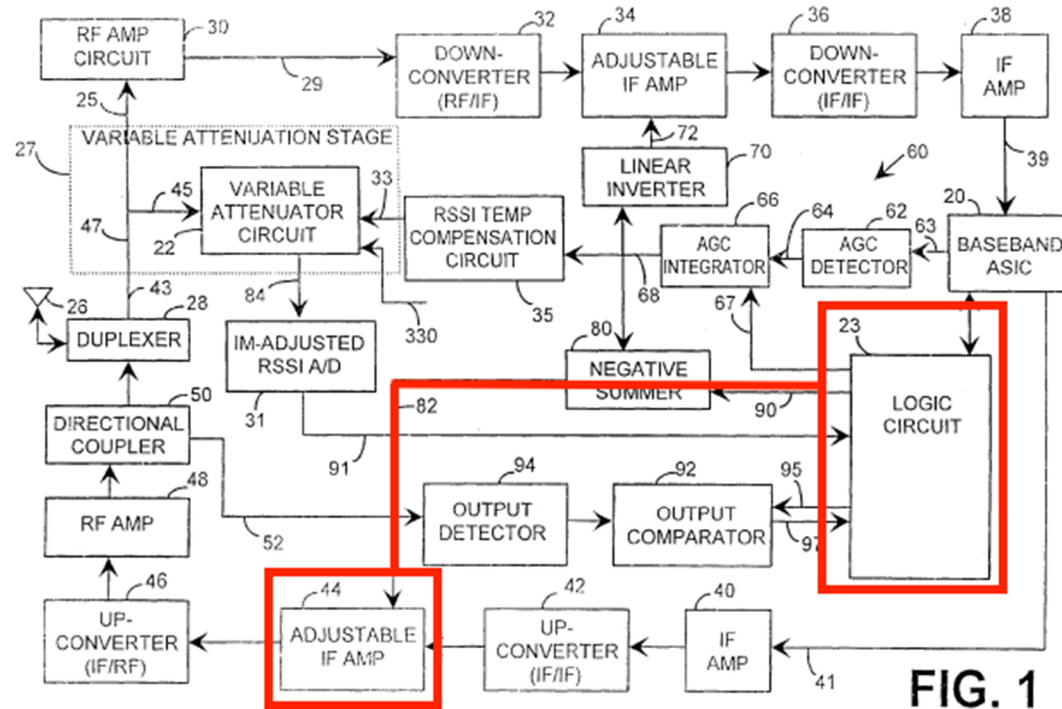 RF AMP
CIRCUIT
30
29
32
DOWN-
CONVERTER
(RF/IF)
34
ADJUSTABLE
IF AMP
36
DOWN-
CONVERTER
(IF/IF)
38
IF
AMP
25
27
VARIABLE ATTENUATION STAGE
45
VARIABLE
ATTENUATOR
CIRCUIT
22
47
33
RSSI TEMP
COMPENSATION
CIRCUIT
35
72
LINEAR
INVERTER
70
60
39
66
AGC
INTEGRATOR
64
62
AGC
DETECTOR
63
20
BASEBAND
ASIC
68
67
43
84
330
26
28
DUPLEXER
IM-ADJUSTED
RSSI A/D
31
80
NEGATIVE
SUMMER
82
90
23
LOGIC
CIRCUIT
50
DIRECTIONAL
COUPLER
91
48
RF AMP
52
94
OUTPUT
DETECTOR
92
OUTPUT
COMPARATOR
95
97
46
UP-
CONVERTER
(IF/RF)
44
ADJUSTABLE
IF AMP
42
UP-
CONVERTER
(IF/IF)
40
IF
AMP
41
FIG. 1